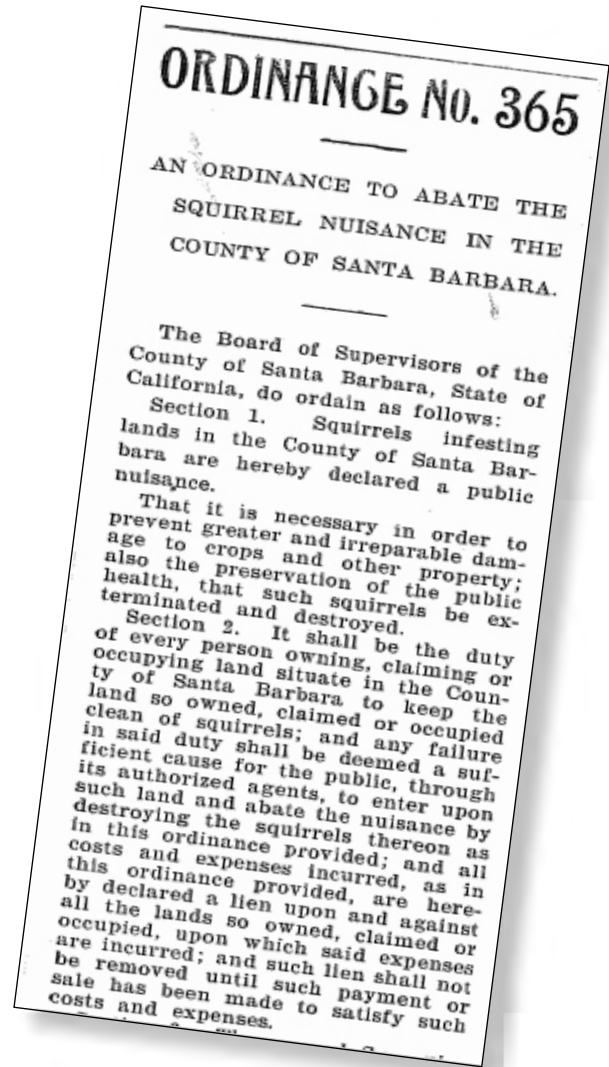 ORDINANCE No. 365
AN ORDINANCE TO ABATE THE
SQUIRREL NUISANCE IN THE
COUNTY OF SANTA BARBARA.
The Board of Supervisors of the
County of Santa Barbara, State of
California, do ordain as follows:
Section 1. Squirrels infesting
lands in the County of Santa Bar-
bara are hereby declared a public
nuisance.
That it is necessary in order to
prevent greater and irreparable dam-
age to crops and other property;
also the preservation of the public
health, that such squirrels be ex-
terminated and destroyed.
Section 2. It shall be the duty
of every person owning, claiming or
occupying land situate in the Coun-
ty of Santa Barbara to keep the
land so owned, claimed or occupied
clean of squirrels; and any failure
in said duty shall be deemed a suf-
ficient cause for the public, through
its authorized agents, to enter upon
such land and abate the nuisance by
destroying the squirrels thereon as
in this ordinance provided; and all
costs and expenses incurred, as in
this ordinance provided, are here-
by declared a lien upon and against
all the lands so owned, claimed or
occupied, upon which said expenses
are incurred; and such lien shall not
be removed until such payment or
sale has been made to satisfy such
costs and expenses.